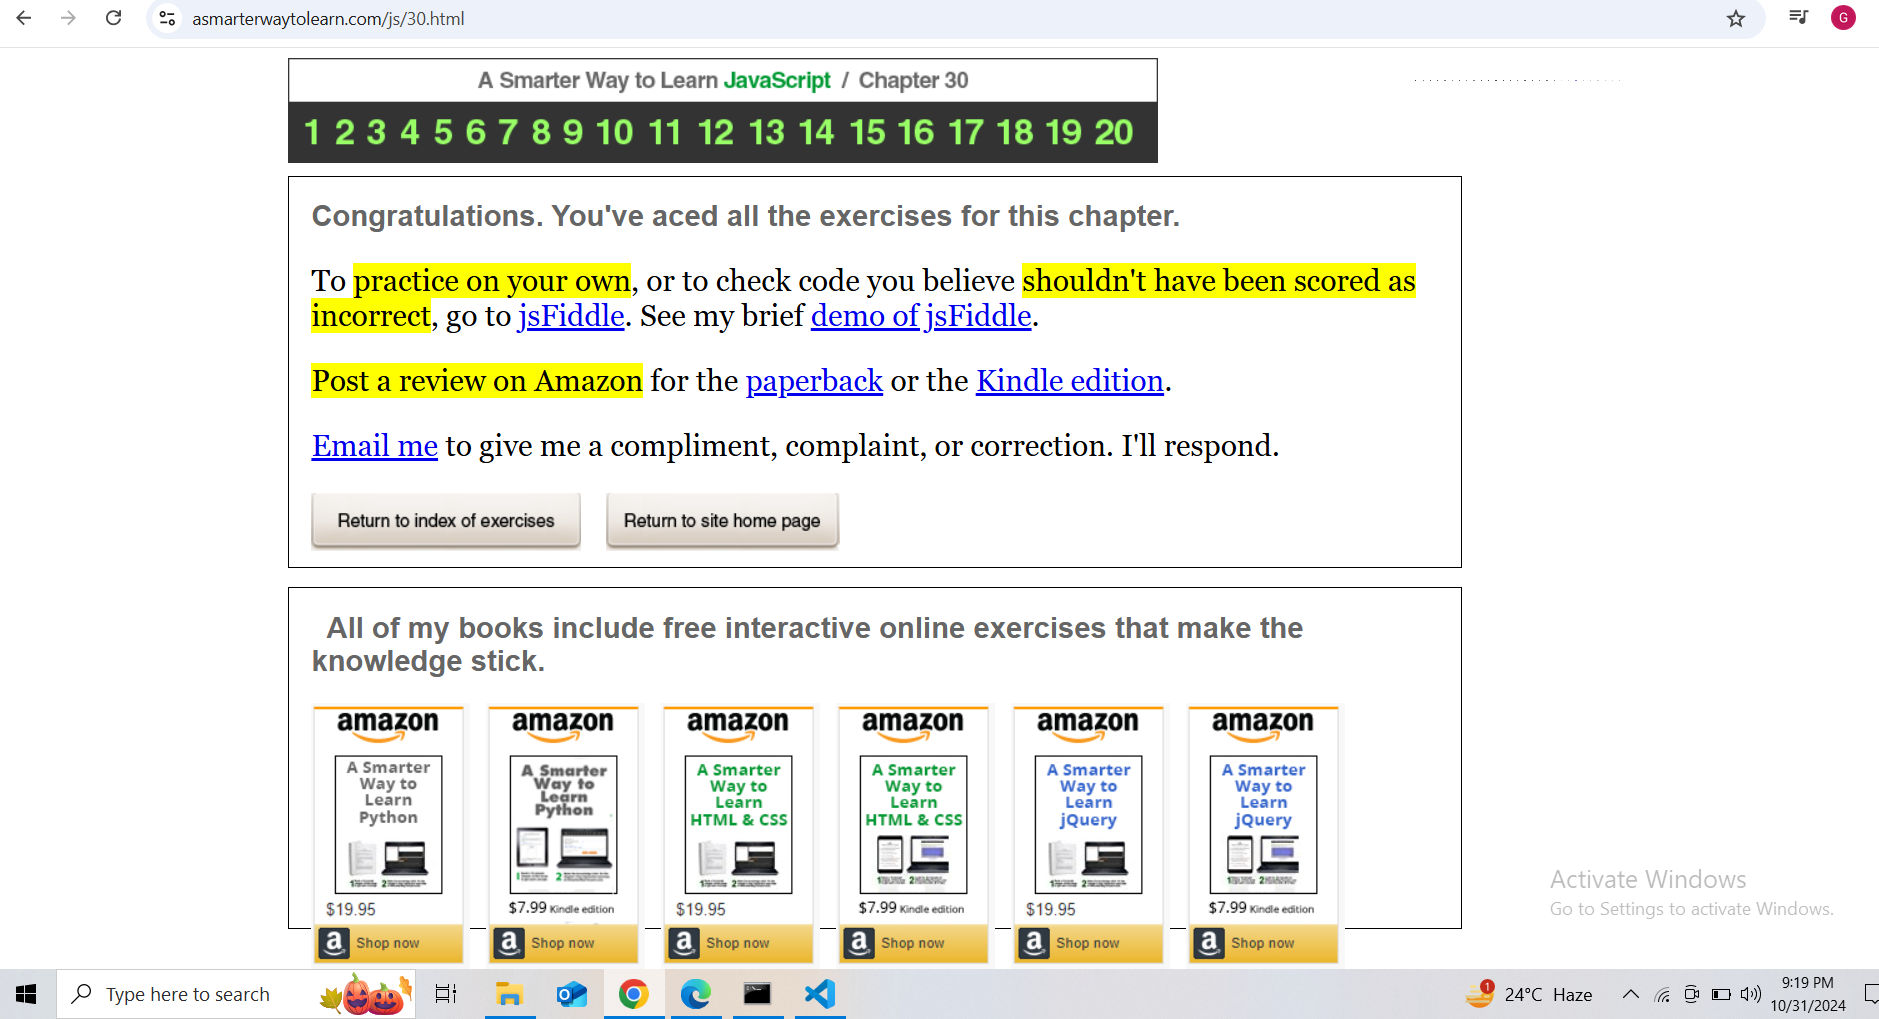 asmarterwaytolearn.com/js/30.html
G
A Smarter Way to Learn JavaScript / Chapter 30
1 2 3 4 5 6 7 8 9 10 11 12 13 14 15 16 17 18 19 20
Congratulations. You've aced all the exercises for this chapter.
To practice on your own, or to check code you believe shouldn't have been scored as
incorrect, go to jsFiddle. See my brief demo of jsFiddle.
Post a review on Amazon for the paperback or the Kindle edition.
Email me to give me a compliment, complaint, or correction. I'll respond.
Return to index of exercises Return to site home page
All of my books include free interactive online exercises that make the
knowledge stick.
amazon amazon amazon amazon amazon amazon
A Smarter A Smarter A Smarter A Smarter A Smarter A Smarter
Way to Way to Way to Way to Way to Way to
Learn Learn Learn Learn Learn Learn
Python Python HTML & CSS HTML & CSS jQuery jQuery
$19.95 $7.99 Kindle edition $19.95 $7.99 Kindle edition $19.95 $7.99 Kindle edition
a Shop now a Shop now a Shop now a Shop now a Shop now a Shop now
Activate Windows
Go to Settings to activate Windows.
Type here to search
1
24°C Haze
9:19 PM
10/31/2024